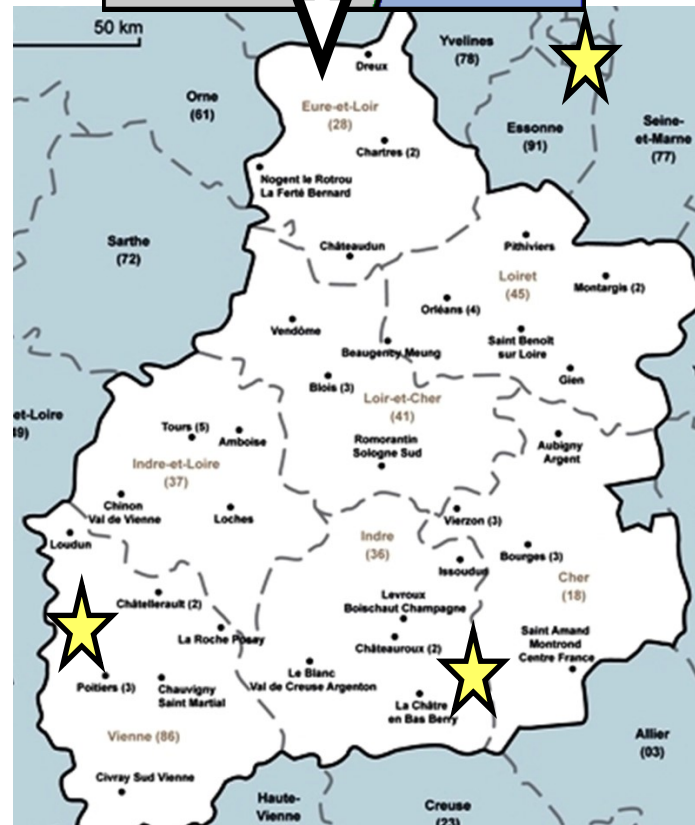 50 km
Yvelines
(78)
Dreux
Orne
(61)
Eure-et-Loir
(28)
Seine-
et-Marne
(77)
Essonne
(91)
Chartres (2)
Nogent le Rotrou
La Ferté Bernard
Sarthe
(72)
Châteaudun
Pithiviers
Loiret
(45)
Montargis (2)
Orléans (4)
Vendôme
Beaugency Meung
Saint Benoît
sur Loire
Gien
Blois (3)
Loir-et-Cher
(41)
et-Loire
49)
Tours (5)
Amboise
Romorantin
Sologne Sud
Aubigny
Argent
Indre-et-Loire
(37)
Chinon
Val de Vienne
Loches
Vierzon (3)
Loudun
Indre
(36)
Bourges (3)
Issoudun
Cher
(18)
Châtellerault (2)
Levroux
Boischaut Champagne
La Roche Posay
Châteauroux (2)
Saint Amand
Montrond
Centre France
Le Blanc
Val de Creuse Argenton
Poitiers (3)
Chauvigny
Saint Martial
La Châtre
en Bas Berry
Vienne (86)
Allier
(03)
Civray Sud Vienne
Haute-
Vienne
Creuse
(23)